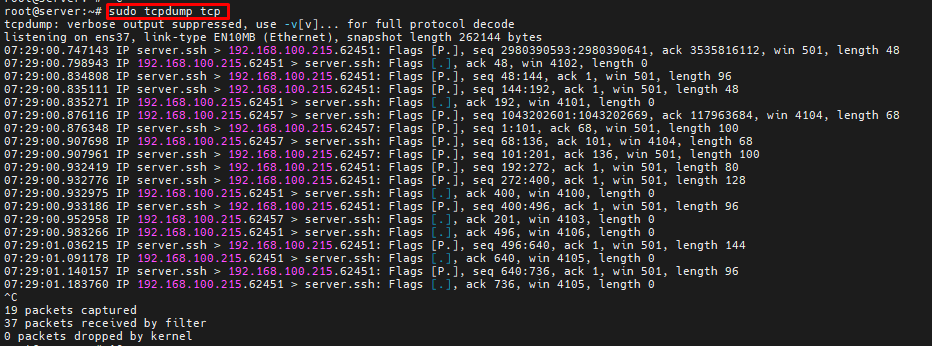 root@server:~# sudo tcpdump tcp
tcpdump: verbose output suppressed, use -v[v]... for full protocol decode
listening on ens37, link-type EN10MB (Ethernet), snapshot length 262144 bytes
07:29:00.747143 IP server.ssh > 192.168.100.215.62451: Flags [P.], seq 2980390593:2980390641, ack 3535816112, win 501, length 48
07:29:00.798943 IP 192.168.100.215.62451 > server.ssh: Flags [.], ack 48, win 4102, length 0
07:29:00.834808 IP server.ssh > 192.168.100.215.62451: Flags [P.], seq 48:144, ack 1, win 501, length 96
07:29:00.835111 IP server.ssh > 192.168.100.215.62451: Flags [P.], seq 144:192, ack 1, win 501, length 48
07:29:00.835271 IP 192.168.100.215.62451 > server.ssh: Flags [.], ack 192, win 4101, length 0
07:29:00.876116 IP 192.168.100.215.62457 > server.ssh: Flags [P.], seq 1043202601:1043202669, ack 117963684, win 4104, length 68
07:29:00.876348 IP server.ssh > 192.168.100.215.62457: Flags [P.], seq 1:101, ack 68, win 501, length 100
07:29:00.907698 IP 192.168.100.215.62457 > server.ssh: Flags [P.], seq 68:136, ack 101, win 4104, length 68
07:29:00.907961 IP server.ssh > 192.168.100.215.62457: Flags [P.], seq 101:201, ack 136, win 501, length 100
07:29:00.932419 IP server.ssh > 192.168.100.215.62451: Flags [P.], seq 192:272, ack 1, win 501, length 80
07:29:00.932776 IP server.ssh > 192.168.100.215.62451: Flags [P.], seq 272:400, ack 1, win 501, length 128
07:29:00.932975 IP 192.168.100.215.62451 > server.ssh: Flags [.], ack 400, win 4100, length 0
07:29:00.933186 IP server.ssh > 192.168.100.215.62451: Flags [P.], seq 400:496, ack 1, win 501, length 96
07:29:00.952958 IP 192.168.100.215.62457 > server.ssh: Flags [.], ack 201, win 4103, length 0
07:29:00.983266 IP 192.168.100.215.62451 > server.ssh: Flags [.], ack 496, win 4106, length 0
07:29:01.036215 IP server.ssh > 192.168.100.215.62451: Flags [P.], seq 496:640, ack 1, win 501, length 144
07:29:01.091178 IP 192.168.100.215.62451 > server.ssh: Flags [.], ack 640, win 4105, length 0
07:29:01.140157 IP server.ssh > 192.168.100.215.62451: Flags [P.], seq 640:736, ack 1, win 501, length 96
07:29:01.183760 IP 192.168.100.215.62451 > server.ssh: Flags [.], ack 736, win 4105, length 0
^C
19 packets captured
37 packets received by filter
0 packets dropped by kernel